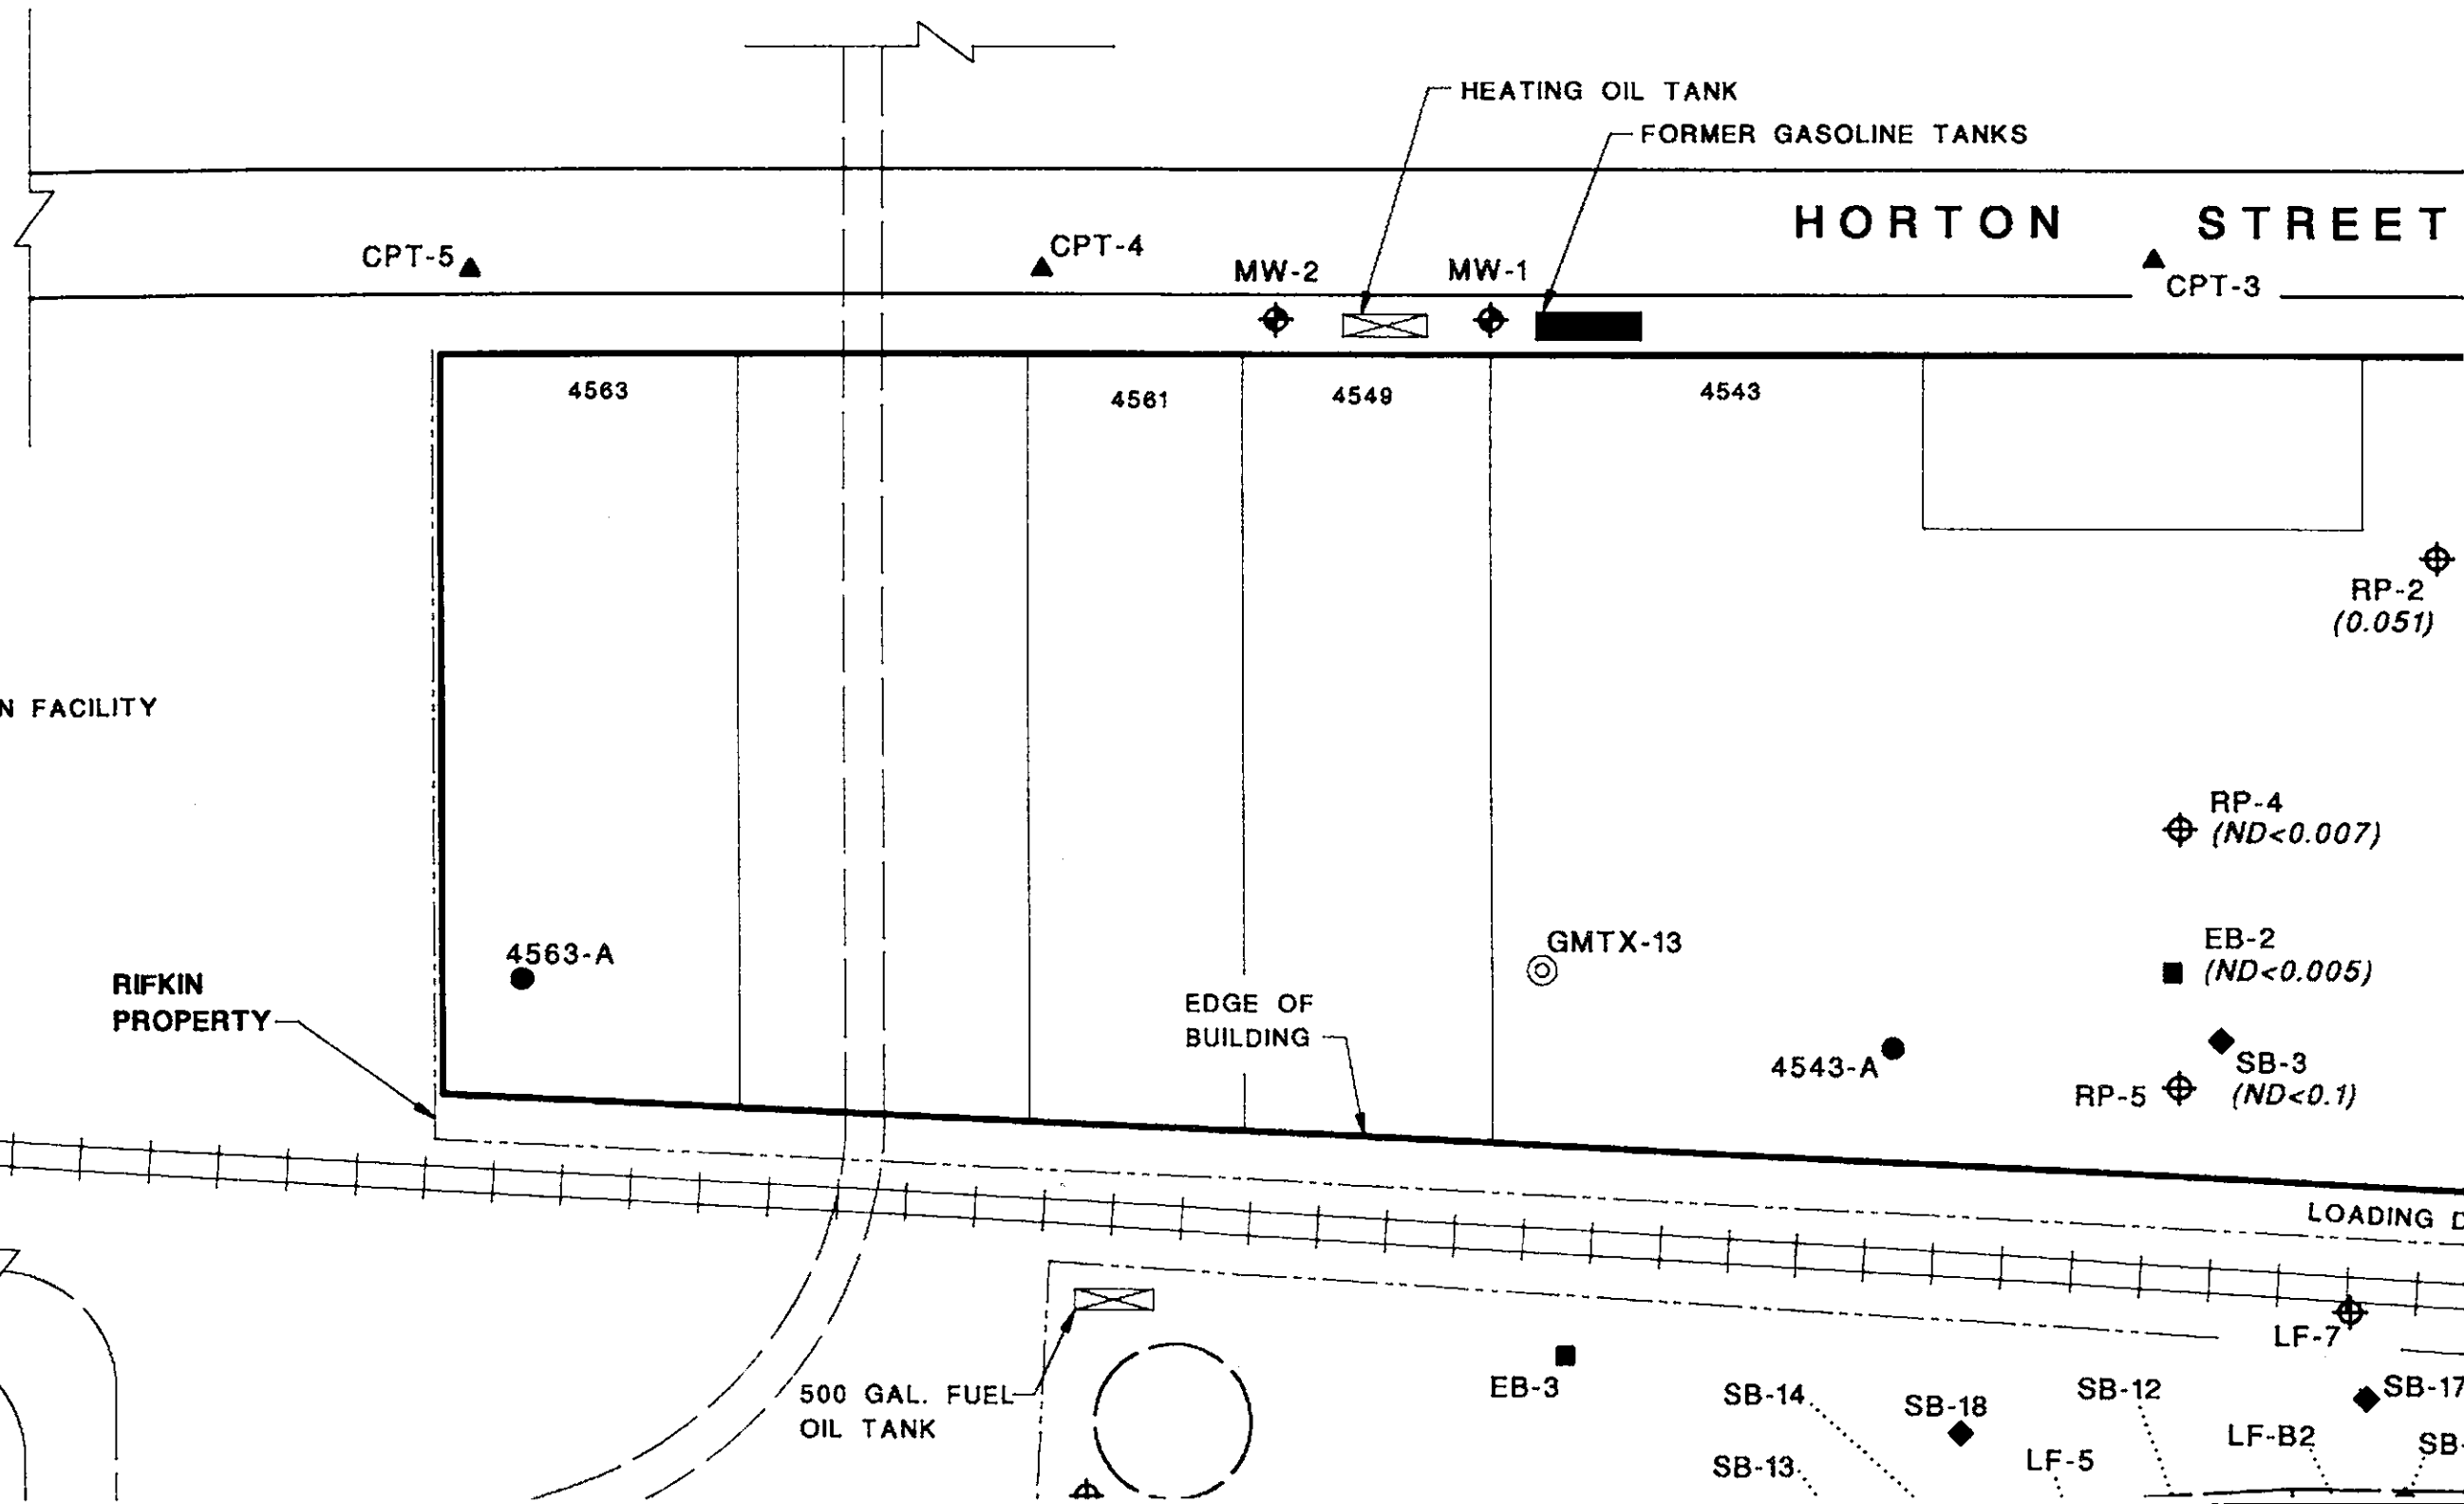 HEATING OIL TANK
FORMER GASOLINE TANKS
HORTON STREET
CPT-5
CPT-4
MW-2
MW-1
CPT-3
4563
4561
4549
4543
RP-2
(0.051)
N FACILITY
RP-4
(ND<0.007)
4563-A
GMTX-13
EB-2
(ND<0.005)
RIFKIN
PROPERTY
EDGE OF
BUILDING
4543-A
SB-3
(ND<0.1)
RP-5
LOADING D
LF-7
500 GAL. FUEL
OIL TANK
EB-3
SB-14
SB-18
SB-12
SB-17
SB-13
LF-5
LF-B2
SB-